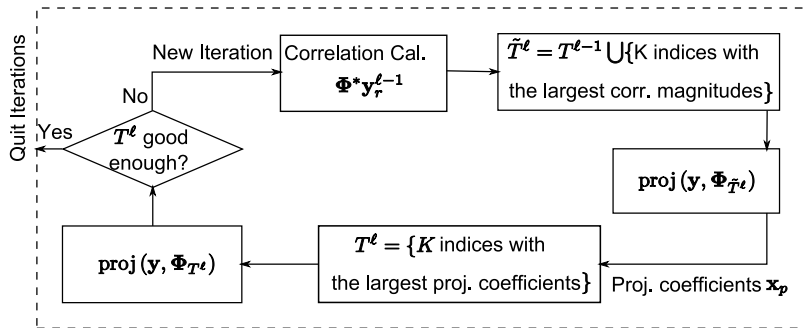 Quit Iterations
New Iteration
No
Yes
T^ℓ good
enough?
Correlation Cal.
Φ*y_r^{ℓ-1}
T̃^ℓ = T^{ℓ-1} ⋃{K indices with
the largest corr. magnitudes}
proj (y, Φ_{T̃^ℓ})
Proj. coefficients x_p
T^ℓ = {K indices with
the largest proj. coefficients}
proj (y, Φ_{T^ℓ})